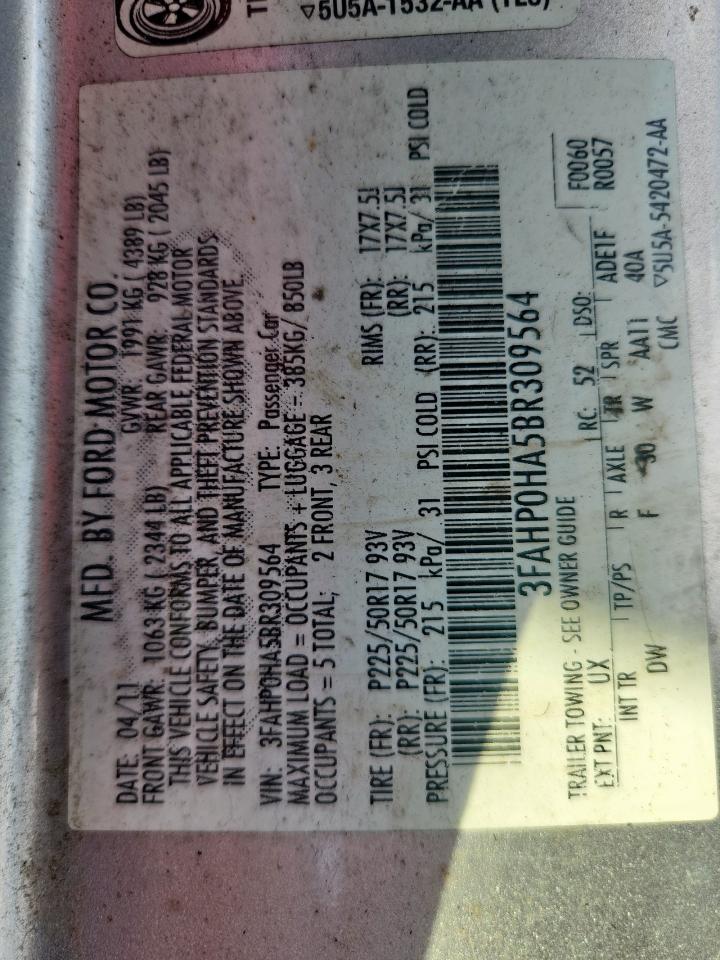 ▽5U5A-1532-AA
MFD. BY FORD MOTOR CO.
DATE: 04/11 GVWR: 1991 KG ( 4389 LB)
FRONT GAWR: 1063 KG ( 2344 LB) REAR GAWR: 928 KG ( 2045 LB)
THIS VEHICLE CONFORMS TO ALL APPLICABLE FEDERAL MOTOR
VEHICLE SAFETY, BUMPER, AND THEFT PREVENTION STANDARDS
IN EFFECT ON THE DATE OF MANUFACTURE SHOWN ABOVE.
VIN: 3FAHP0HA5BR309564 TYPE: Passenger Car
MAXIMUM LOAD = OCCUPANTS + LUGGAGE = 385KG/ 850LB
OCCUPANTS = 5 TOTAL; 2 FRONT, 3 REAR
TIRE (FR): P225/50R17 93V RIMS (FR): 17X7.5J
(RR): P225/50R17 93V (RR): 17X7.5J
PRESSURE (FR): 215 kPa/ 31 PSI COLD (RR): 215 kPa/ 31 PSI COLD
3FAHP0HA5BR309564
TRAILER TOWING - SEE OWNER GUIDE F0060
EXT PNT: UX RC: 52 DSO: R0057
INT TR TP/PS R AXLE TR SPR ADE1F
DW F 30 W AA11 40A
CMC ▽5U5A-5420472-AA